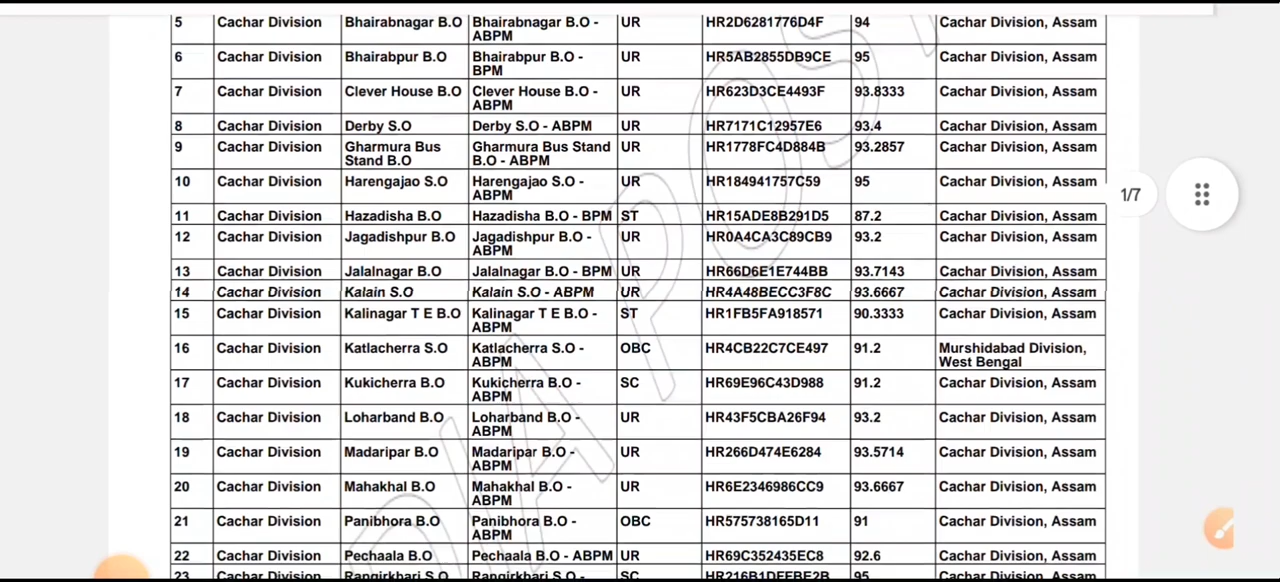 5 Cachar Division Bhairabnagar B.O Bhairabnagar B.O - UR HR2D6281776D4F 94 Cachar Division, Assam
ABPM
6 Cachar Division Bhairabpur B.O Bhairabpur B.O - UR HR5AB2855DB9CE 95 Cachar Division, Assam
BPM
7 Cachar Division Clever House B.O Clever House B.O - UR HR623D3CE4493F 93.8333 Cachar Division, Assam
ABPM
8 Cachar Division Derby S.O Derby S.O - ABPM UR HR7171C12957E6 93.4 Cachar Division, Assam
9 Cachar Division Gharmura Bus Gharmura Bus Stand UR HR1778FC4D884B 93.2857 Cachar Division, Assam
Stand B.O B.O - ABPM
10 Cachar Division Harengajao S.O Harengajao S.O - UR HR184941757C59 95 Cachar Division, Assam
ABPM
1/7
11 Cachar Division Hazadisha B.O Hazadisha B.O - BPM ST HR15ADE8B291D5 87.2 Cachar Division, Assam
12 Cachar Division Jagadishpur B.O Jagadishpur B.O - UR HR0A4CA3C89CB9 93.2 Cachar Division, Assam
ABPM
13 Cachar Division Jalalnagar B.O Jalalnagar B.O - BPM UR HR66D6E1E744BB 93.7143 Cachar Division, Assam
14 Cachar Division Kalain S.O Kalain S.O - ABPM UR HR4A48BECC3F8C 93.6667 Cachar Division, Assam
15 Cachar Division Kalinagar T E B.O Kalinagar T E B.O - ST HR1FB5FA918571 90.3333 Cachar Division, Assam
ABPM
16 Cachar Division Katlacherra S.O Katlacherra S.O - OBC HR4CB22C7CE497 91.2 Murshidabad Division,
ABPM West Bengal
17 Cachar Division Kukicherra B.O Kukicherra B.O - SC HR69E96C43D988 91.2 Cachar Division, Assam
ABPM
18 Cachar Division Loharband B.O Loharband B.O - UR HR43F5CBA26F94 93.2 Cachar Division, Assam
ABPM
19 Cachar Division Madaripar B.O Madaripar B.O - UR HR266D474E6284 93.5714 Cachar Division, Assam
ABPM
20 Cachar Division Mahakhal B.O Mahakhal B.O - UR HR6E2346986CC9 93.6667 Cachar Division, Assam
ABPM
21 Cachar Division Panibhora B.O Panibhora B.O - OBC HR575738165D11 91 Cachar Division, Assam
ABPM
22 Cachar Division Pechaala B.O Pechaala B.O - ABPM UR HR69C352435EC8 92.6 Cachar Division, Assam
23 Cachar Division Rangirkhari S.O Rangirkhari S.O - SC HR216B1DEFBE2B 95 Cachar Division, Assam